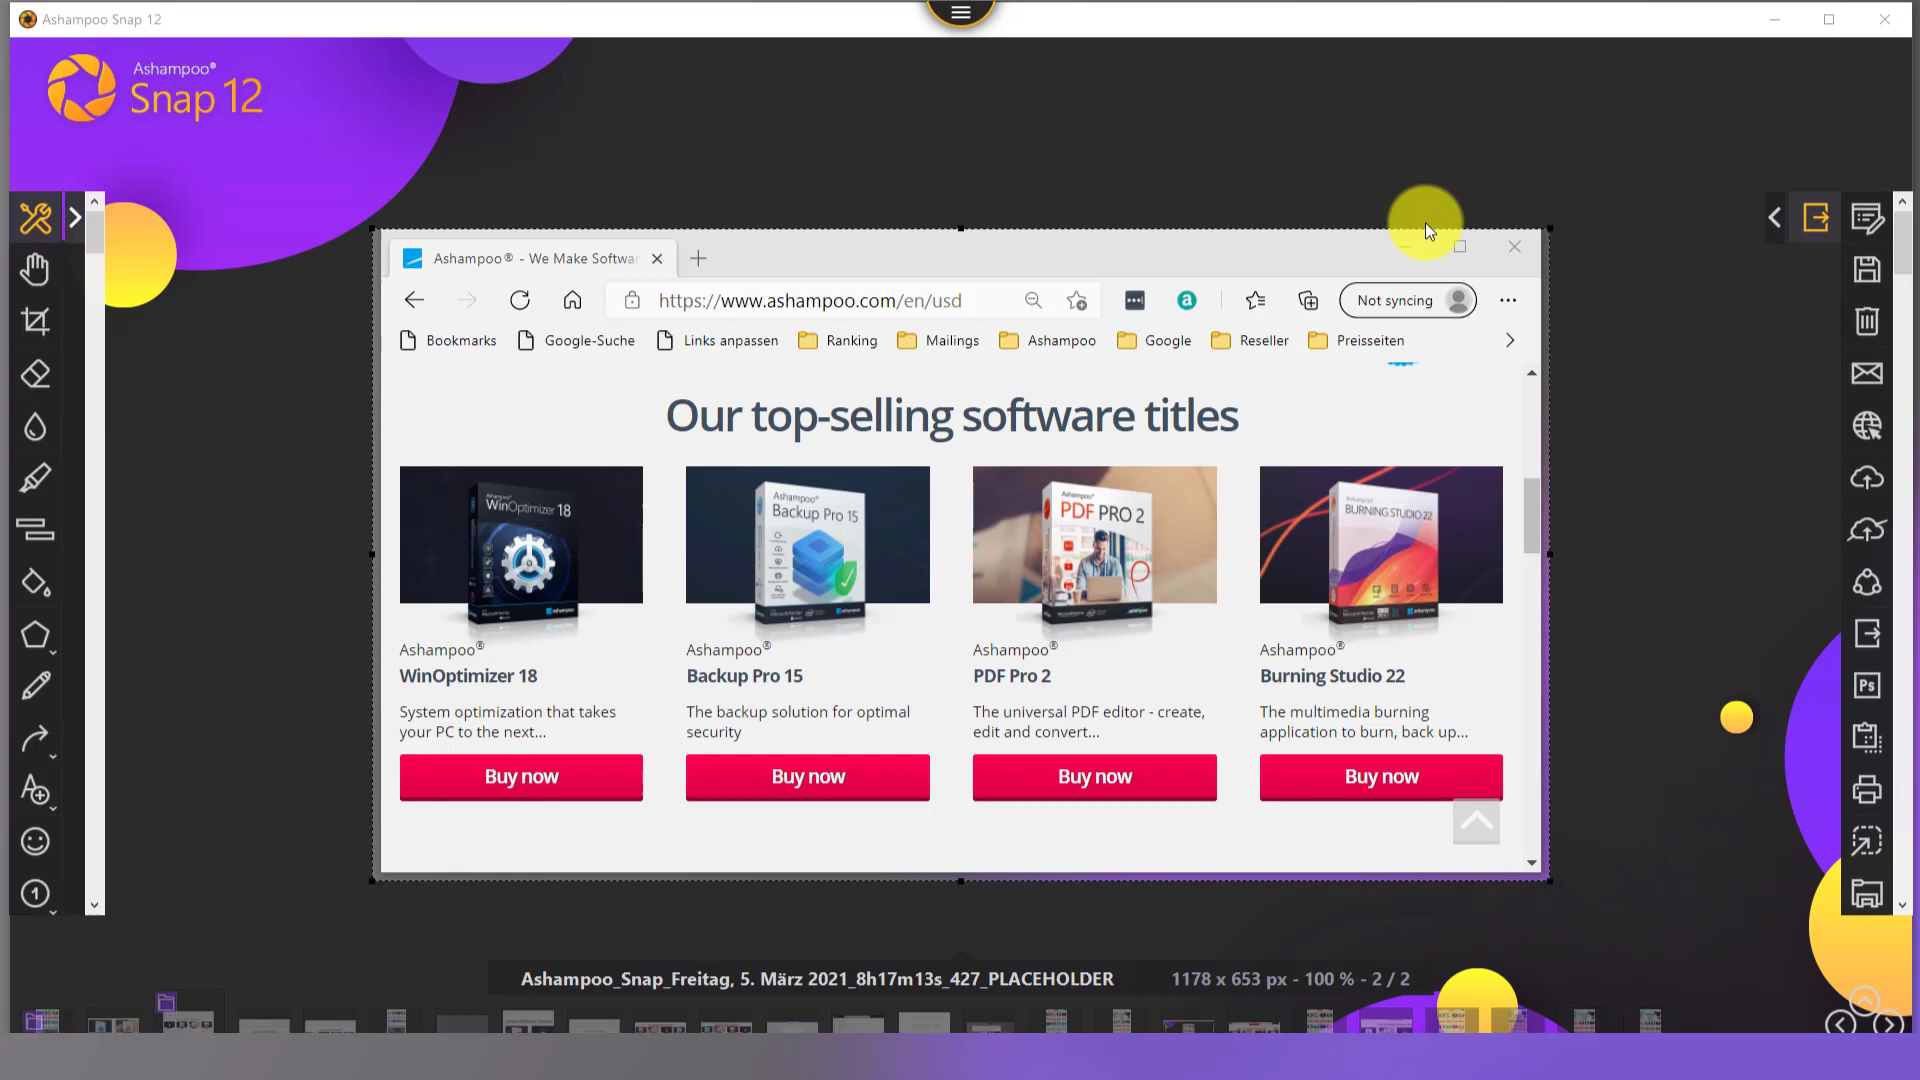 Ashampoo Snap 12
Ashampoo®
Snap 12
Ashampoo® - We Make Softwar
https://www.ashampoo.com/en/usd
Not syncing
Bookmarks Google-Suche Links anpassen Ranking Mailings Ashampoo Google Reseller Preisseiten
Our top-selling software titles
Ashampoo®
WinOptimizer 18
Ashampoo®
Backup Pro 15
Ashampoo®
PDF PRO 2
BURNING STUDIO 22
Ashampoo®
WinOptimizer 18
System optimization that takes
your PC to the next...
Buy now
Ashampoo®
Backup Pro 15
The backup solution for optimal
security
Buy now
Ashampoo®
PDF Pro 2
The universal PDF editor - create,
edit and convert...
Buy now
Ashampoo®
Burning Studio 22
The multimedia burning
application to burn, back up...
Buy now
Ps
1
Ashampoo_Snap_Freitag, 5. März 2021_8h17m13s_427_PLACEHOLDER
1178 x 653 px - 100 % - 2 / 2